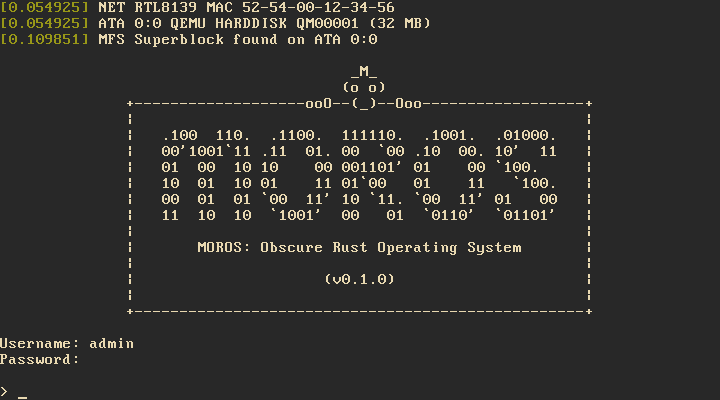 [0.054925] NET RTL8139 MAC 52-54-00-12-34-56
[0.054925] ATA 0:0 QEMU HARDDISK QM00001 (32 MB)
[0.109851] MFS Superblock found on ATA 0:0
_M_
(o o)
+-------------------ooO--(_)--Ooo------------------+
.100  110.  .1100.  111110.  .1001.  .01000.
00'1001`11 .11  01. 00  `00 .10  00. 10'  11
01  00  10 10    00 001101' 01    00 `100.
10  01  10 01    11 01`00   01    11   `100.
00  01  01 `00  11' 10 `11. `00  11' 01   00
11  10  10  `1001'  00   01  `0110'  `01101'
MOROS: Obscure Rust Operating System
(v0.1.0)
+--------------------------------------------------+
Username: admin
Password:
> _